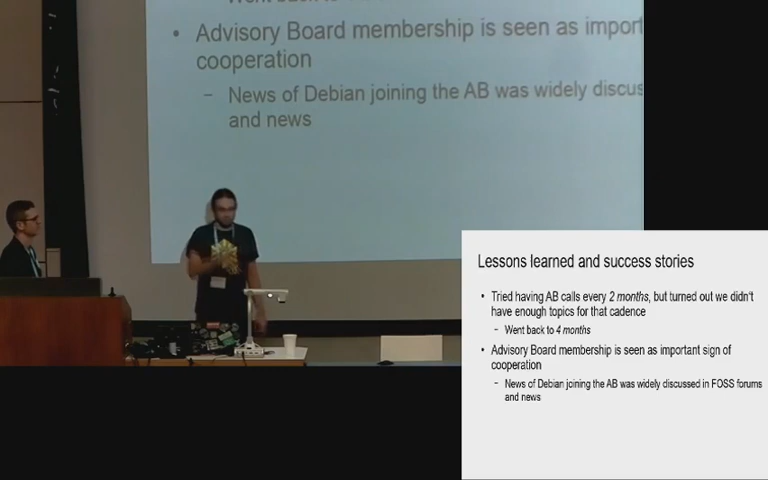 Advisory Board membership is seen as import
cooperation
– News of Debian joining the AB was widely discus
and news
Lessons learned and success stories
• Tried having AB calls every 2 months, but turned out we didn't
have enough topics for that cadence
– Went back to 4 months
• Advisory Board membership is seen as important sign of
cooperation
– News of Debian joining the AB was widely discussed in FOSS forums
and news